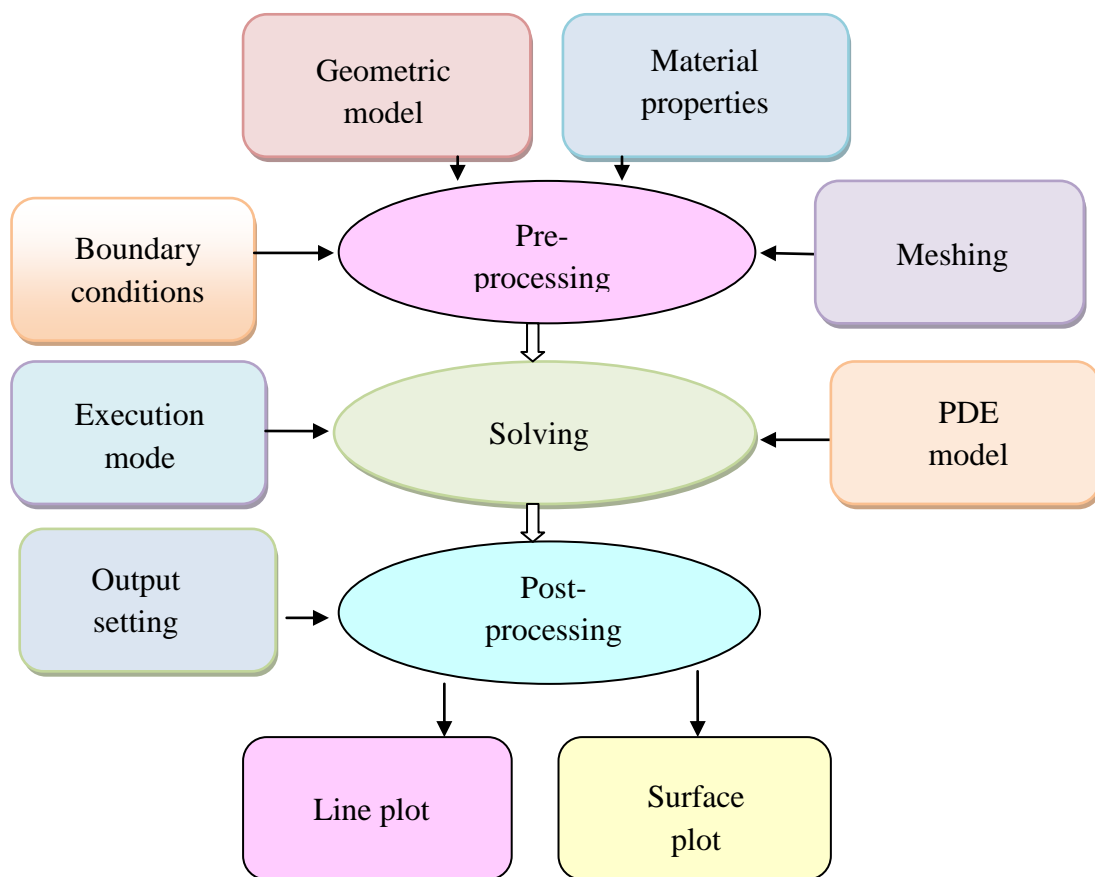 Geometric
model
Material
properties
Boundary
conditions
Pre-
processing
Meshing
Execution
mode
Solving
PDE
model
Output
setting
Post-
processing
Line plot
Surface
plot